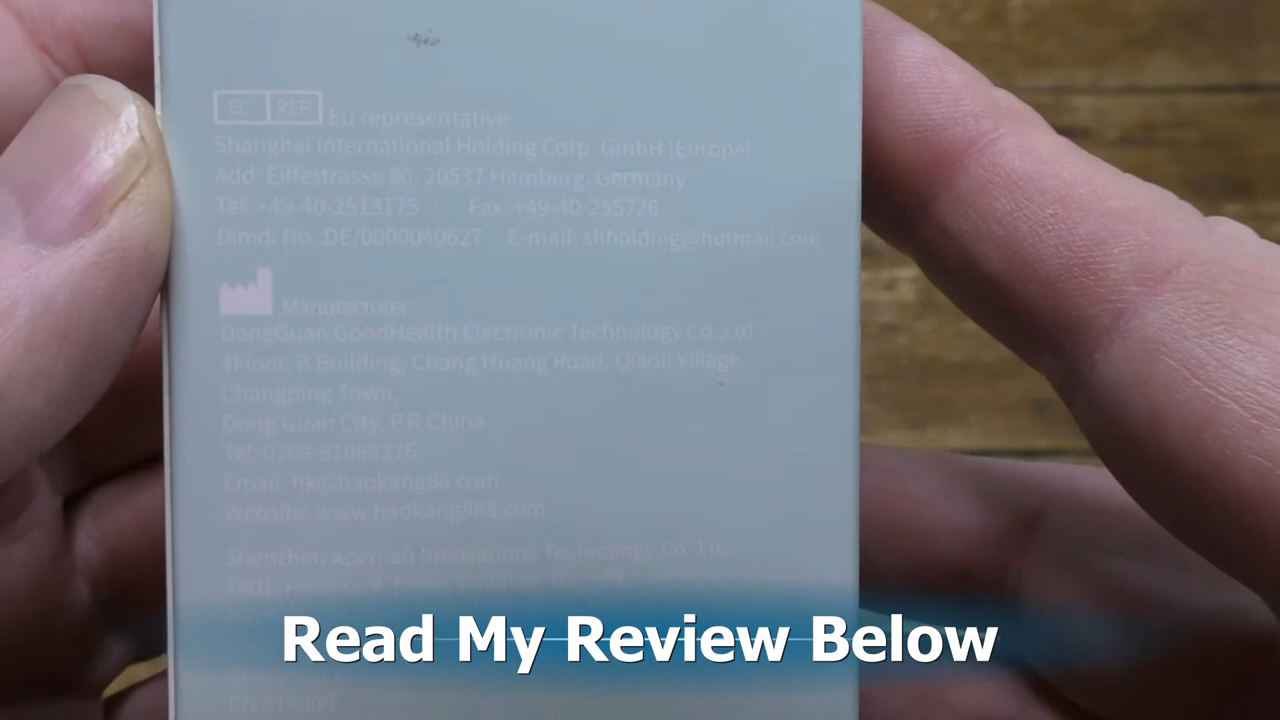 EC REF Eu representative
Shanghai International Holding Corp. GmbH (Europe)
Add: Eiffestrasse 80, 20537 Hamburg, Germany
Tel: +49-40-2513175 Fax: +49-40-255726
Dimdi No.:DE/0000040627 E-mail: shholding@hotmail.com
Manufacturer:
DongGuan GoodHealth Electronic Technology Co.,Ltd.
4Floor, B Building, Chang Huang Road, Qiaoli Village,
Changping Town,
Dong Guan City, P.R.China
Tel: 0769-81088276
Website: www.haokang888.com
Shenzhen Innovations Technology Co. Ltd
Read My Review Below